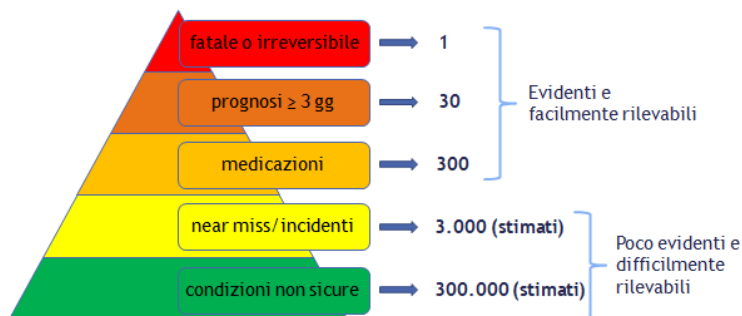 fatale o irreversibile
1
prognosi ≥ 3 gg
30
Evidenti e
facilmente rilevabili
medicazioni
300
near miss/incidenti
3.000 (stimati)
Poco evidenti e
difficilmente
rilevabili
condizioni non sicure
300.000 (stimati)